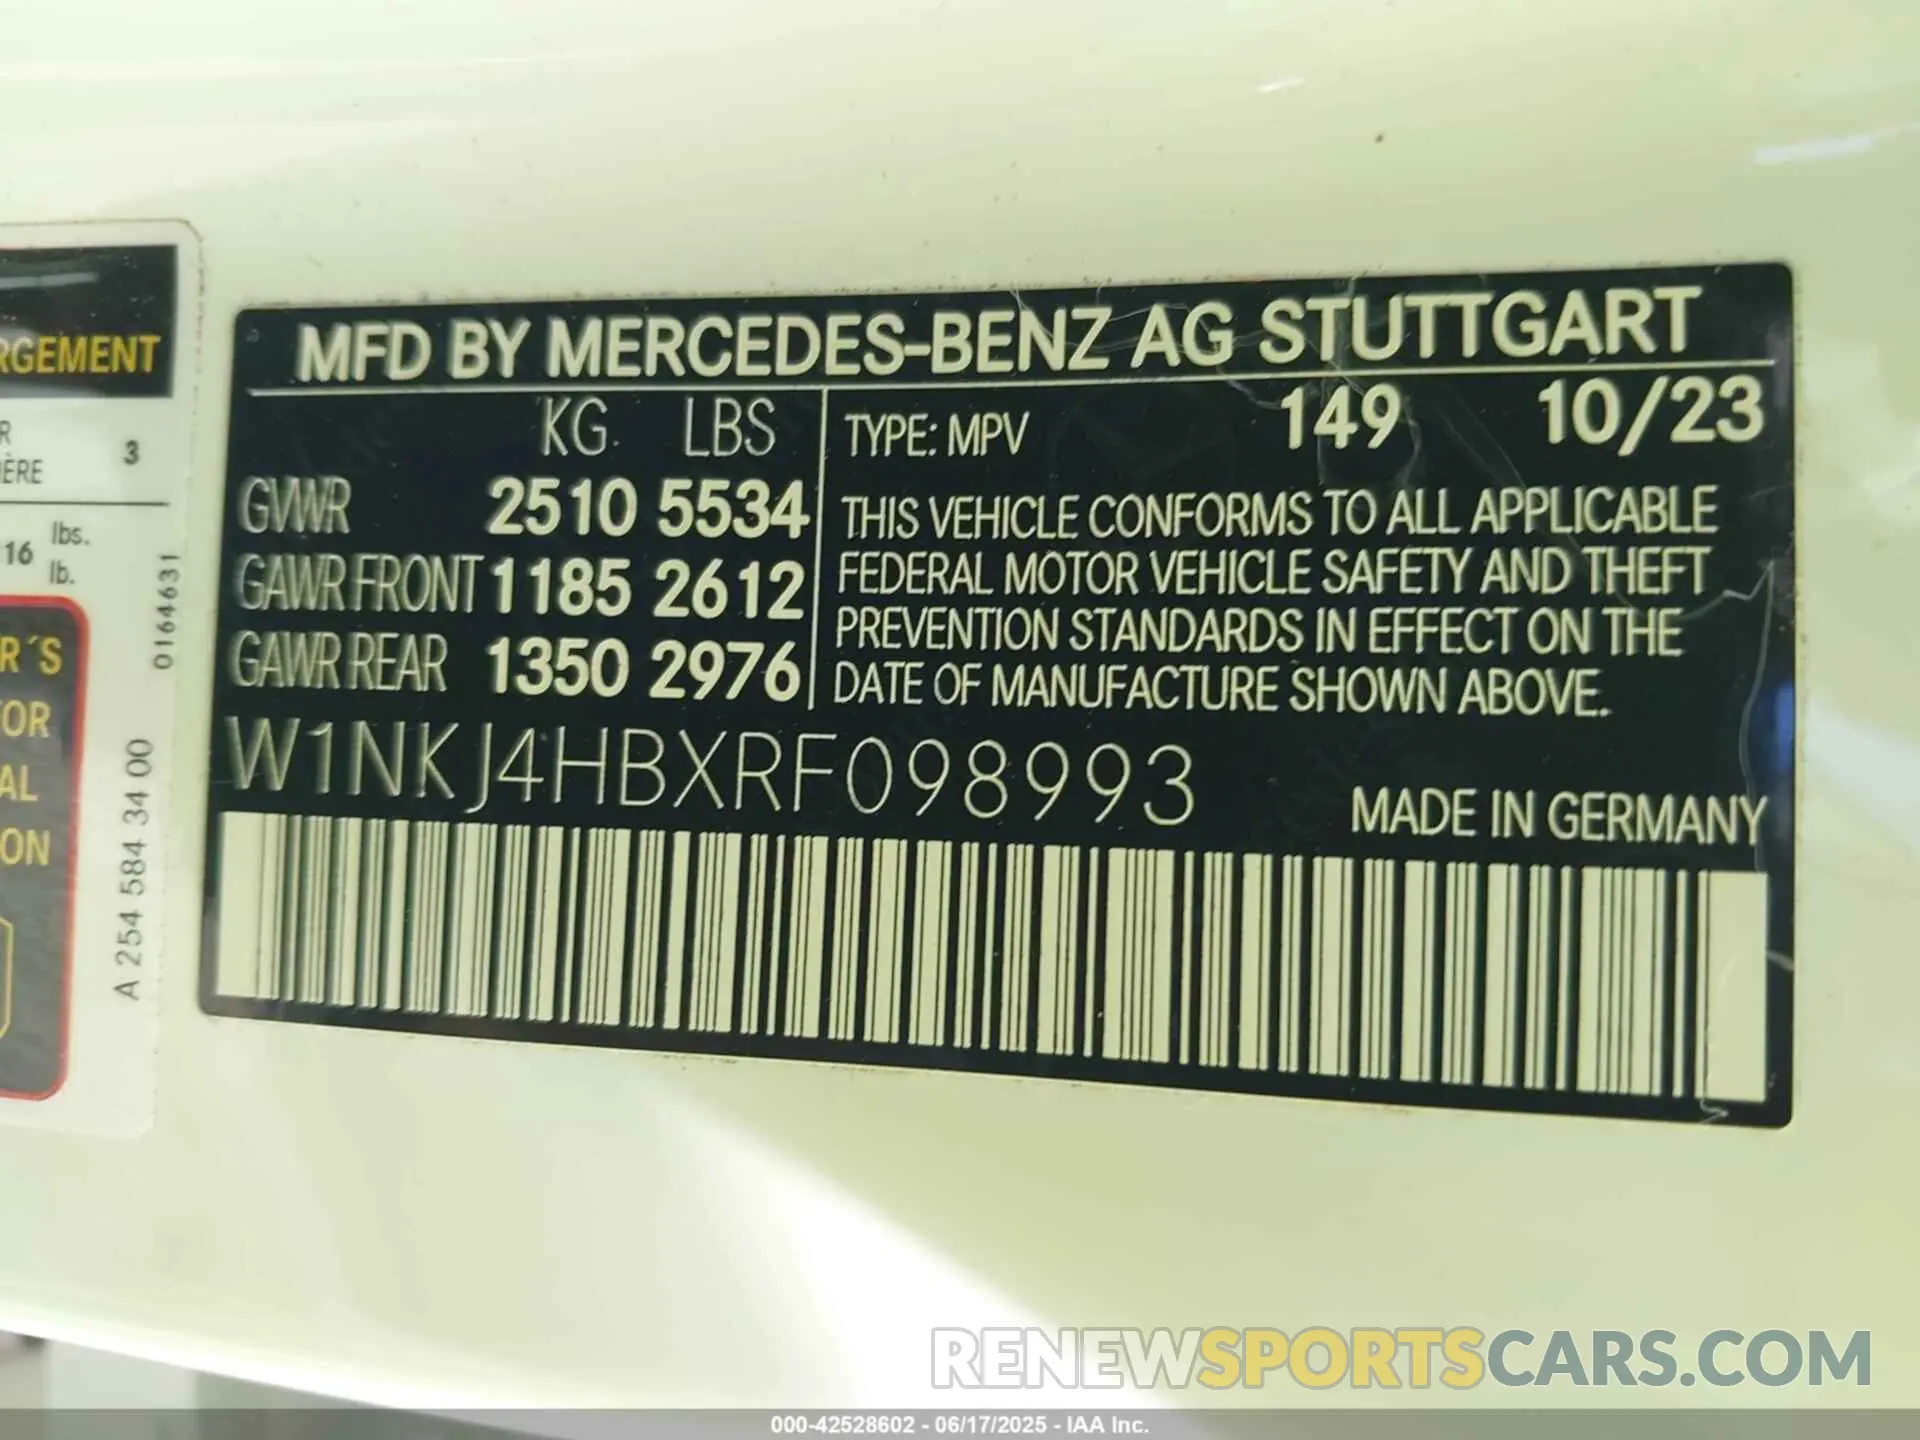 RGEMENT
R
IÈRE 3
16 lbs.
lb.
0164631
R´S
TOR
AL
ON
A 254 584 34 00
MFD BY MERCEDES-BENZ AG STUTTGART
KG LBS
GVWR 2510 5534
GAWR FRONT 1185 2612
GAWR REAR 1350 2976
TYPE: MPV 149 10/23
THIS VEHICLE CONFORMS TO ALL APPLICABLE
FEDERAL MOTOR VEHICLE SAFETY AND THEFT
PREVENTION STANDARDS IN EFFECT ON THE
DATE OF MANUFACTURE SHOWN ABOVE.
W1NKJ4HBXRF098993
MADE IN GERMANY
RENEWSPORTSCARS.COM
000-42528602 - 06/17/2025 - IAA Inc.